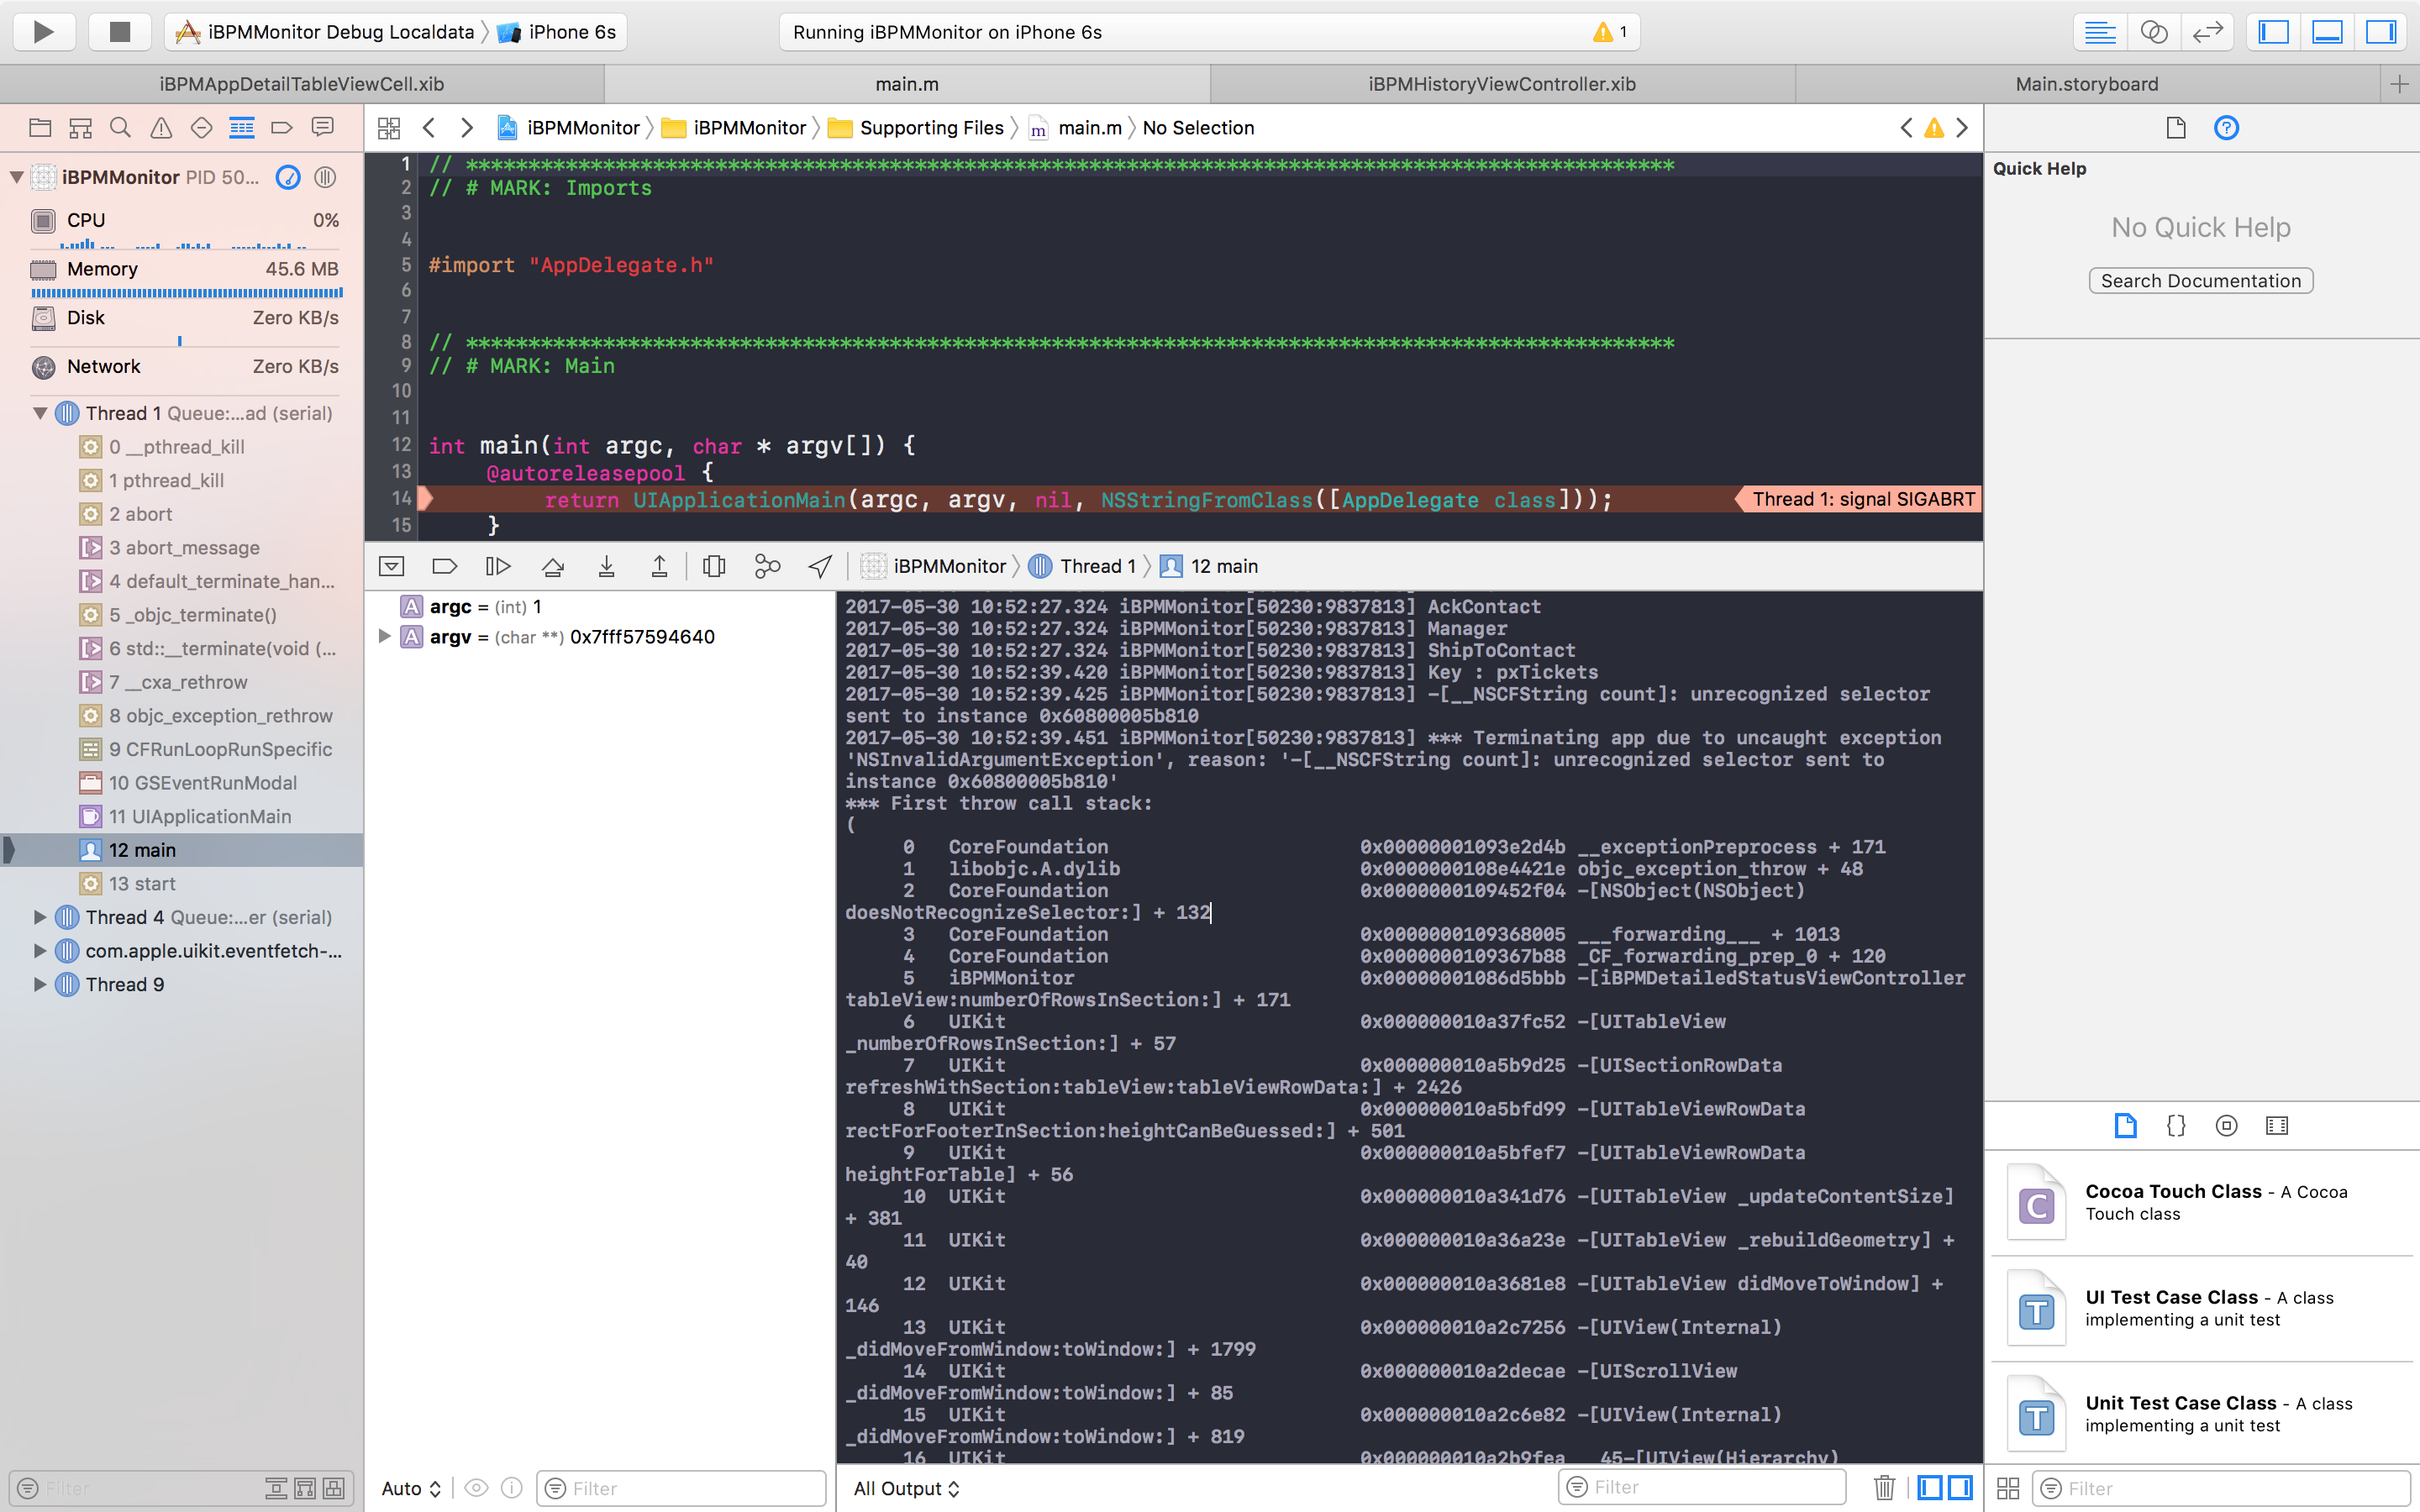 iBPMMonitor Debug Localdata
iPhone 6s
Running iBPMMonitor on iPhone 6s
1
iBPMAppDetailTableViewCell.xib
main.m
iBPMHistoryViewController.xib
Main.storyboard
iBPMMonitor PID 50...
CPU 0%
Memory 45.6 MB
Disk Zero KB/s
Network Zero KB/s
Thread 1 Queue:...ad (serial)
0 __pthread_kill
1 pthread_kill
2 abort
3 abort_message
4 default_terminate_han...
5 _objc_terminate()
6 std::__terminate(void (...
7 __cxa_rethrow
8 objc_exception_rethrow
9 CFRunLoopRunSpecific
10 GSEventRunModal
11 UIApplicationMain
12 main
13 start
Thread 4 Queue:...er (serial)
com.apple.uikit.eventfetch-...
Thread 9
Filter
iBPMMonitor iBPMMonitor Supporting Files m main.m No Selection
1 // *************************************************************************************************
2 // # MARK: Imports
3
4
5 #import "AppDelegate.h"
6
7
8 // *************************************************************************************************
9 // # MARK: Main
10
11
12 int main(int argc, char * argv[]) {
13 @autoreleasepool {
14 return UIApplicationMain(argc, argv, nil, NSStringFromClass([AppDelegate class]));
Thread 1: signal SIGABRT
15 }
iBPMMonitor Thread 1 12 main
A argc = (int) 1
A argv = (char **) 0x7fff57594640
Auto
Filter
2017-05-30 10:52:27.324 iBPMMonitor[50230:9837813] AckContact
2017-05-30 10:52:27.324 iBPMMonitor[50230:9837813] Manager
2017-05-30 10:52:27.324 iBPMMonitor[50230:9837813] ShipToContact
2017-05-30 10:52:39.420 iBPMMonitor[50230:9837813] Key : pxTickets
2017-05-30 10:52:39.425 iBPMMonitor[50230:9837813] -[__NSCFString count]: unrecognized selector
sent to instance 0x60800005b810
2017-05-30 10:52:39.451 iBPMMonitor[50230:9837813] *** Terminating app due to uncaught exception
'NSInvalidArgumentException', reason: '-[__NSCFString count]: unrecognized selector sent to
instance 0x60800005b810'
*** First throw call stack:
(
0 CoreFoundation 0x00000001093e2d4b __exceptionPreprocess + 171
1 libobjc.A.dylib 0x0000000108e4421e objc_exception_throw + 48
2 CoreFoundation 0x0000000109452f04 -[NSObject(NSObject)
doesNotRecognizeSelector:] + 132
3 CoreFoundation 0x0000000109368005 ___forwarding___ + 1013
4 CoreFoundation 0x0000000109367b88 _CF_forwarding_prep_0 + 120
5 iBPMMonitor 0x00000001086d5bbb -[iBPMDetailedStatusViewController
tableView:numberOfRowsInSection:] + 171
6 UIKit 0x000000010a37fc52 -[UITableView
_numberOfRowsInSection:] + 57
7 UIKit 0x000000010a5b9d25 -[UISectionRowData
refreshWithSection:tableView:tableViewRowData:] + 2426
8 UIKit 0x000000010a5bfd99 -[UITableViewRowData
rectForFooterInSection:heightCanBeGuessed:] + 501
9 UIKit 0x000000010a5bfef7 -[UITableViewRowData
heightForTable] + 56
10 UIKit 0x000000010a341d76 -[UITableView _updateContentSize]
+ 381
11 UIKit 0x000000010a36a23e -[UITableView _rebuildGeometry] +
40
12 UIKit 0x000000010a3681e8 -[UITableView didMoveToWindow] +
146
13 UIKit 0x000000010a2c7256 -[UIView(Internal)
_didMoveFromWindow:toWindow:] + 1799
14 UIKit 0x000000010a2decae -[UIScrollView
_didMoveFromWindow:toWindow:] + 85
15 UIKit 0x000000010a2c6e82 -[UIView(Internal)
_didMoveFromWindow:toWindow:] + 819
16 UIKit 0x000000010a2b9fea __45-[UIView(Hierarchy)
All Output
Filter
Quick Help
No Quick Help
Search Documentation
{}
C
Cocoa Touch Class - A Cocoa
Touch class
T
UI Test Case Class - A class
implementing a unit test
T
Unit Test Case Class - A class
implementing a unit test
Filter